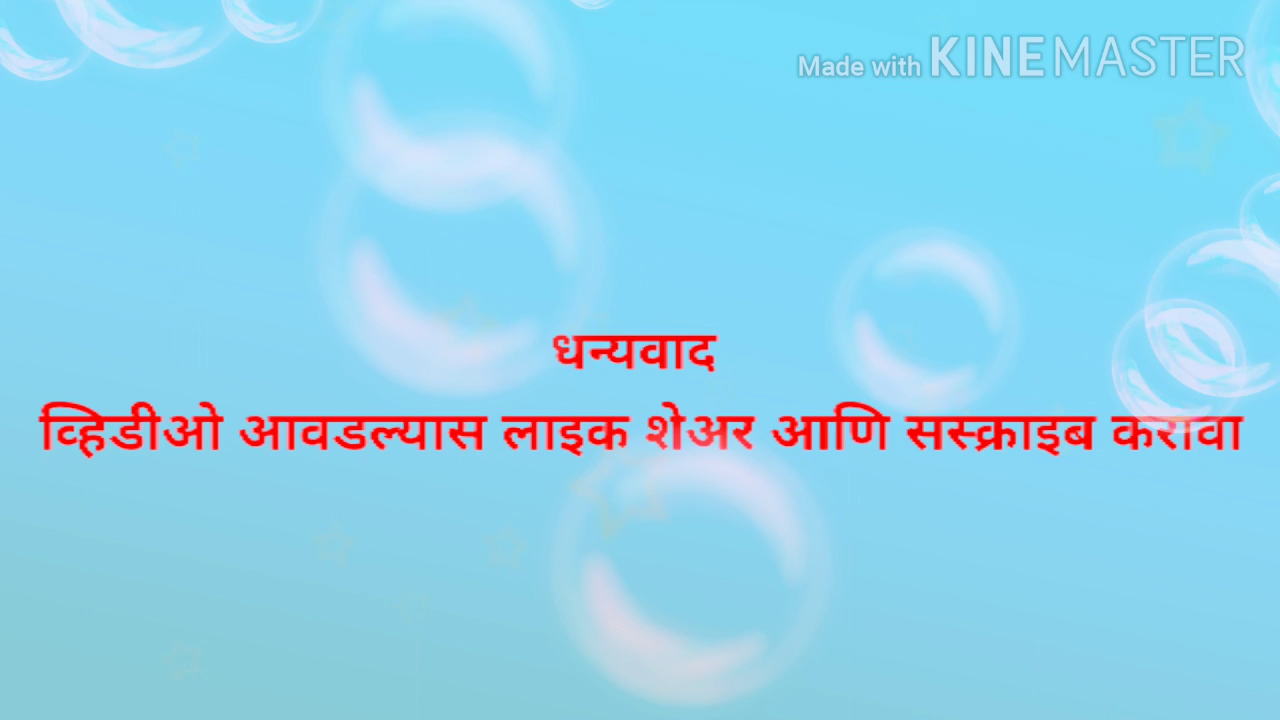 Made with KINEMASTER
धन्यवाद
व्हिडीओ आवडल्यास लाइक शेअर आणि सस्क्राइब करावा